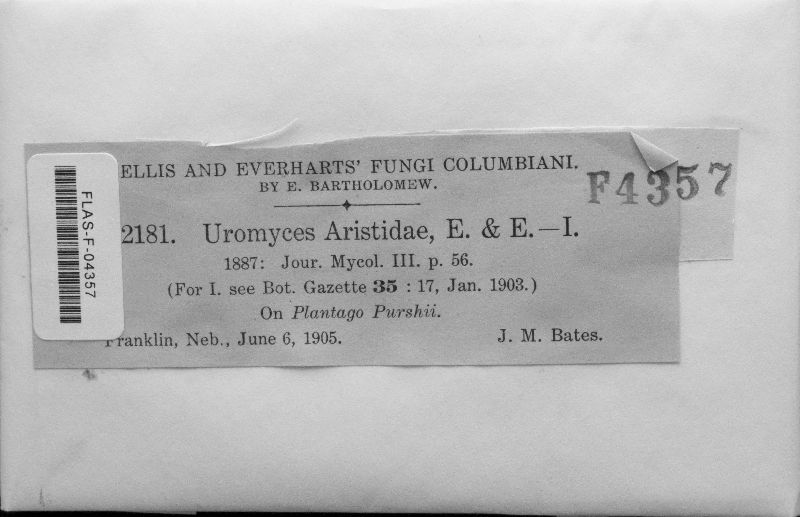 ELLIS AND EVERHARTS' FUNGI COLUMBIANI.
BY E. BARTHOLOMEW.
F4357
2181. Uromyces Aristidae, E. & E.—I.
1887: Jour. Mycol. III. p. 56.
(For I. see Bot. Gazette 35 : 17, Jan. 1903.)
On Plantago Purshii.
Franklin, Neb., June 6, 1905. J. M. Bates.
FLAS-F-04357